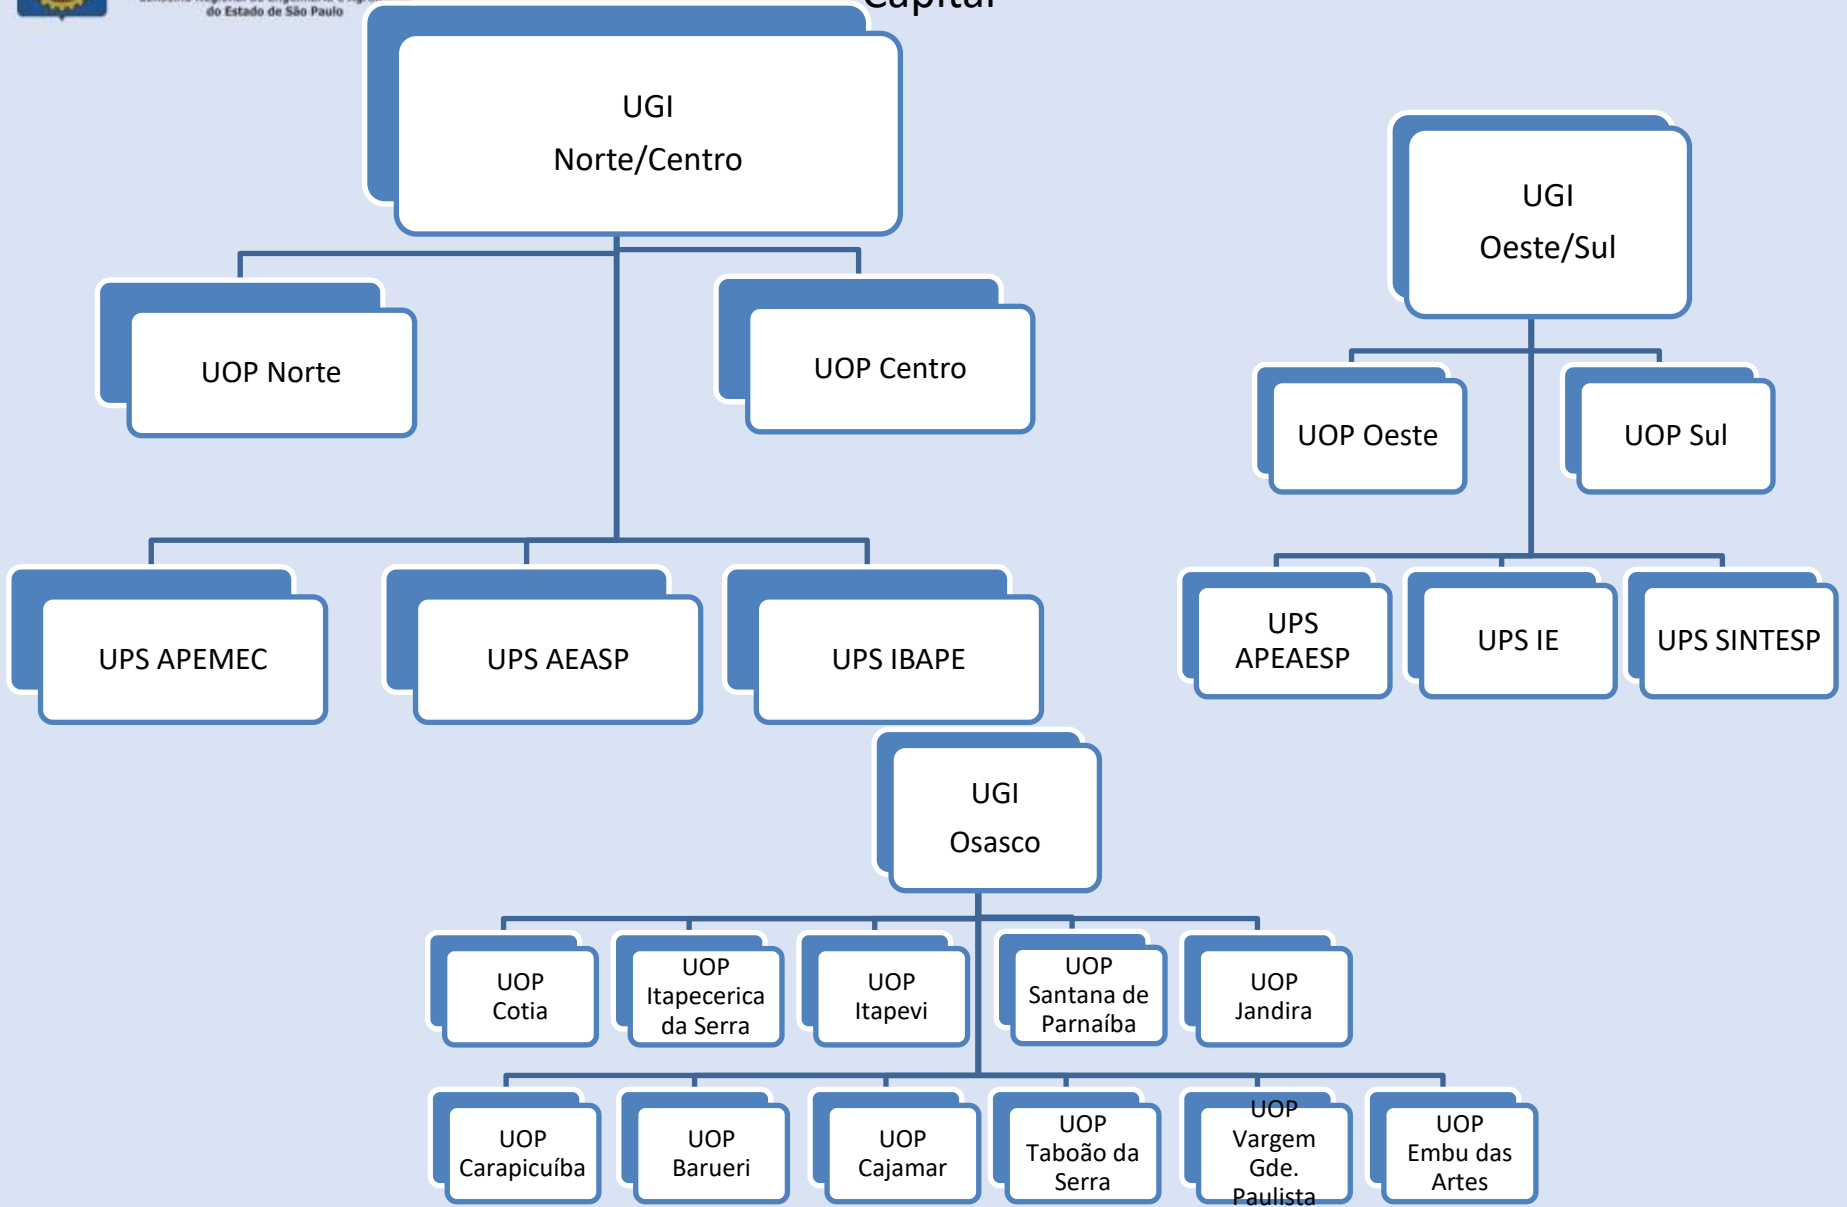 do Estado de São Paulo
Capital
UGI
Norte/Centro
UGI
Oeste/Sul
UOP Norte
UOP Centro
UOP Oeste
UOP Sul
UPS APEMEC
UPS AEASP
UPS IBAPE
UPS
APEAESP
UPS IE
UPS SINTESP
UGI
Osasco
UOP
Cotia
UOP
Itapecerica
da Serra
UOP
Itapevi
UOP
Santana de
Parnaíba
UOP
Jandira
UOP
Carapicuíba
UOP
Barueri
UOP
Cajamar
UOP
Taboão da
Serra
UOP
Vargem
Gde.
Paulista
UOP
Embu das
Artes